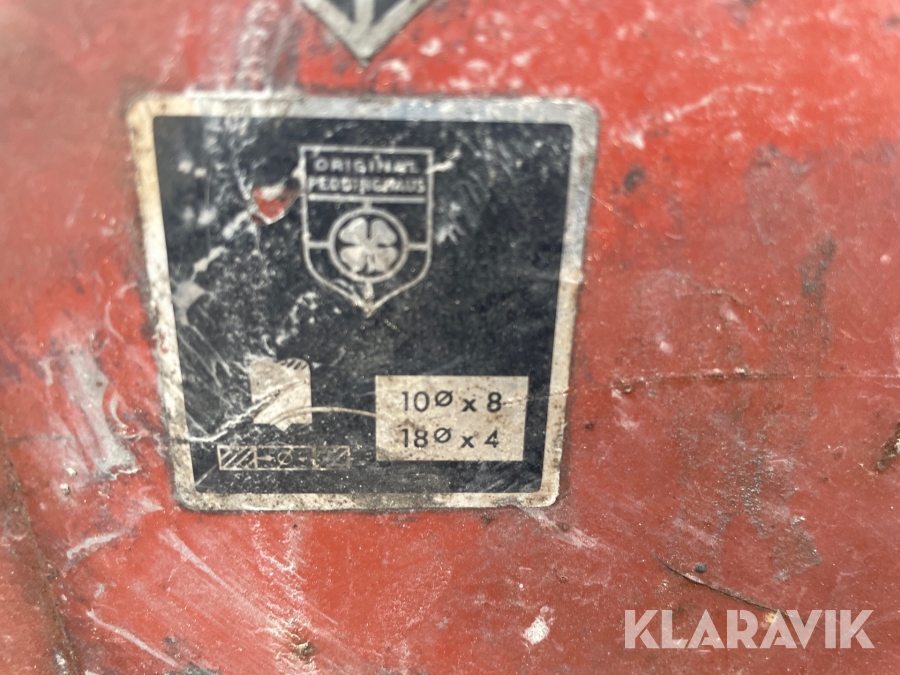 ORIGINAL
PEDDINGHAUS
10ø x 8
18ø x 4
Ø
KLARAVIK